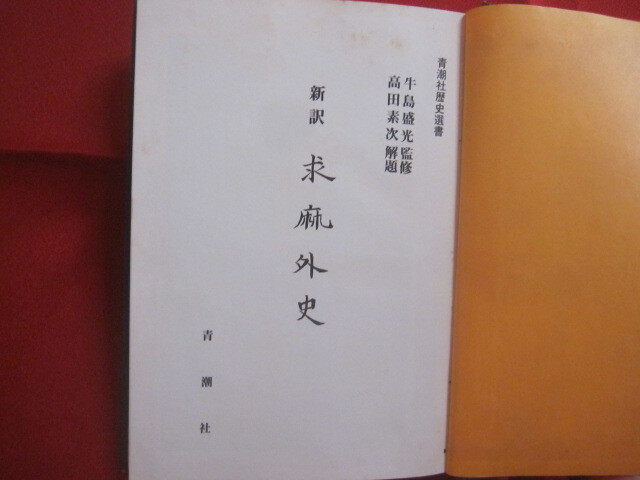 青潮社歴史選書
牛島盛光監修
高田素次解題
新訳 求麻外史
青潮社